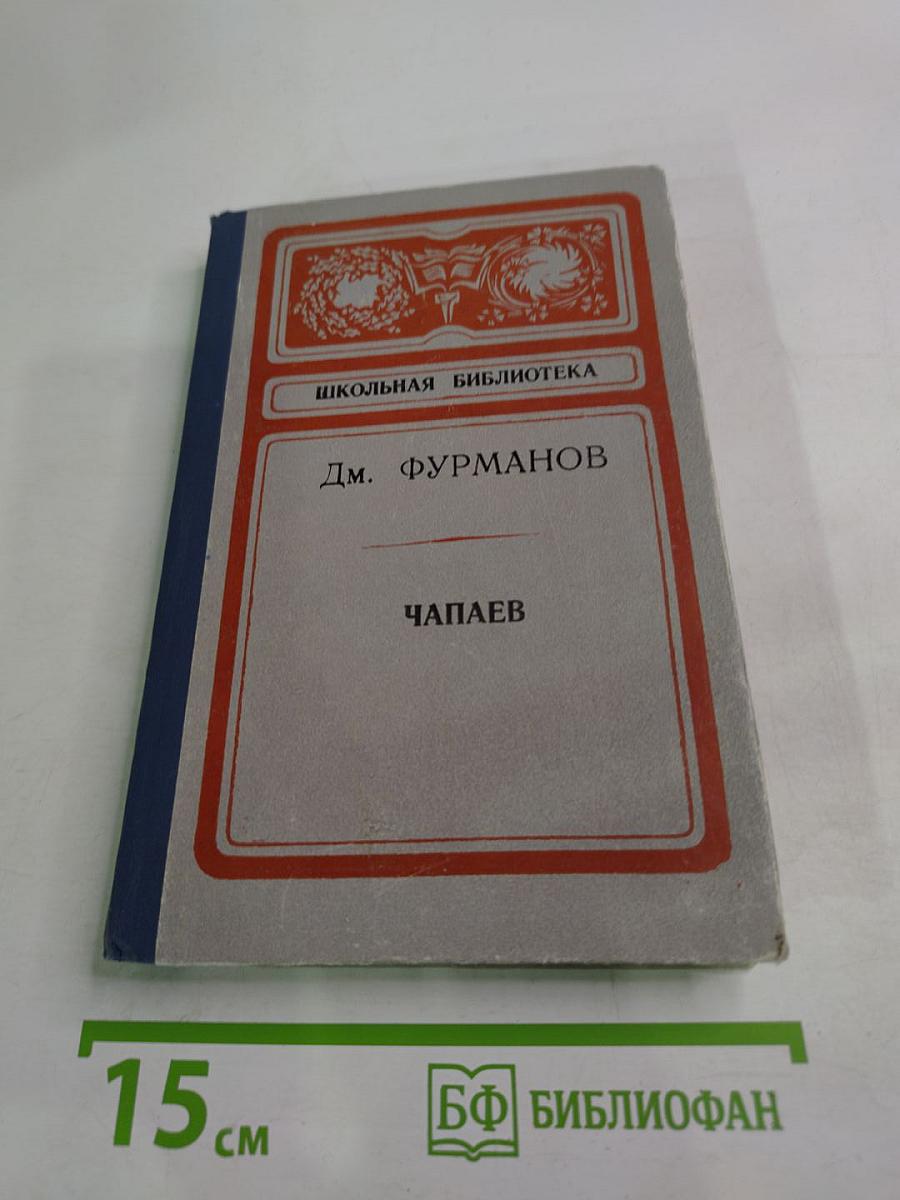 ШКОЛЬНАЯ БИБЛИОТЕКА
Дм. ФУРМАНОВ
ЧАПАЕВ
15 см
БФ БИБЛИОФАН